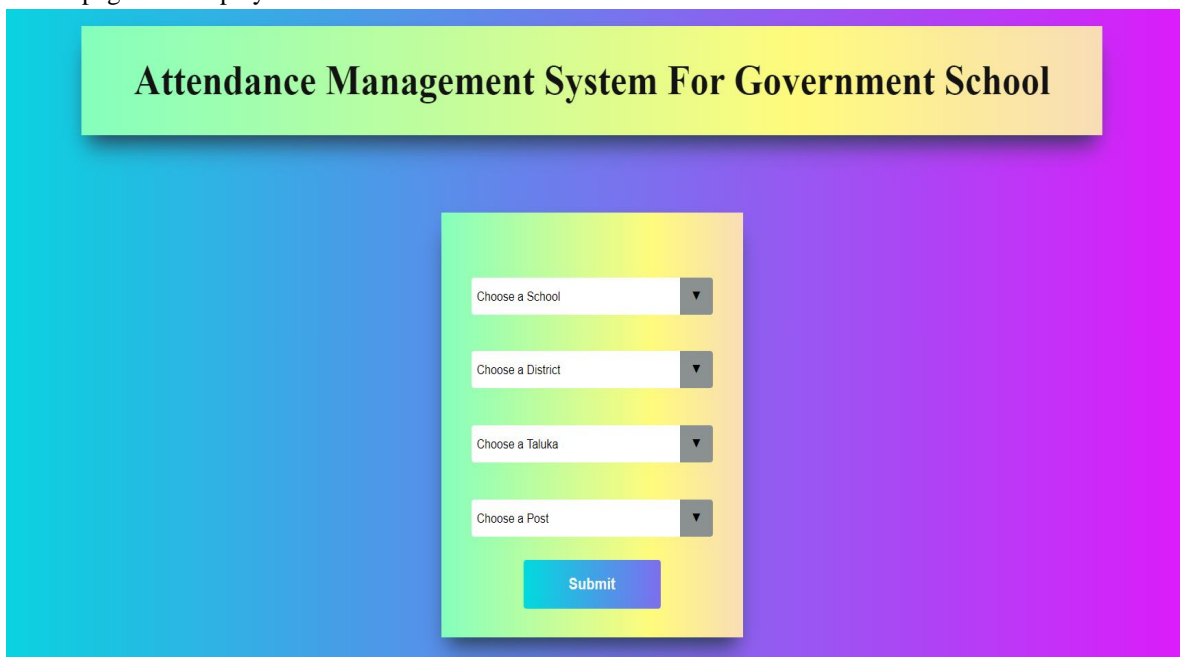 Attendance Management System For Government School
Choose a School
Choose a District
Choose a Taluka
Choose a Post
Submit